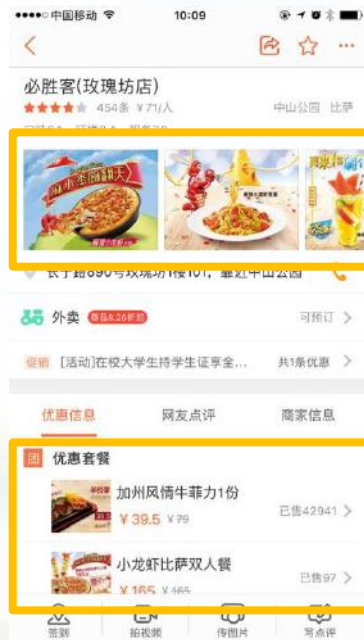 中国移动
10:09
必胜客(玫瑰坊店)
454条 ¥71/人
中山公园 比萨
麻小季圈翻天
长宁路890号玫瑰坊1楼101, 靠近中山公园
外卖
可预订
促销 [活动]在校大学生持学生证享全...
共1条优惠
优惠信息
网友点评
商家信息
团 优惠套餐
加州风情牛菲力1份
¥39.5 ¥79
已售42941
小龙虾比萨双人餐
¥165
已售97
签到
拍视频
传图片
写点评